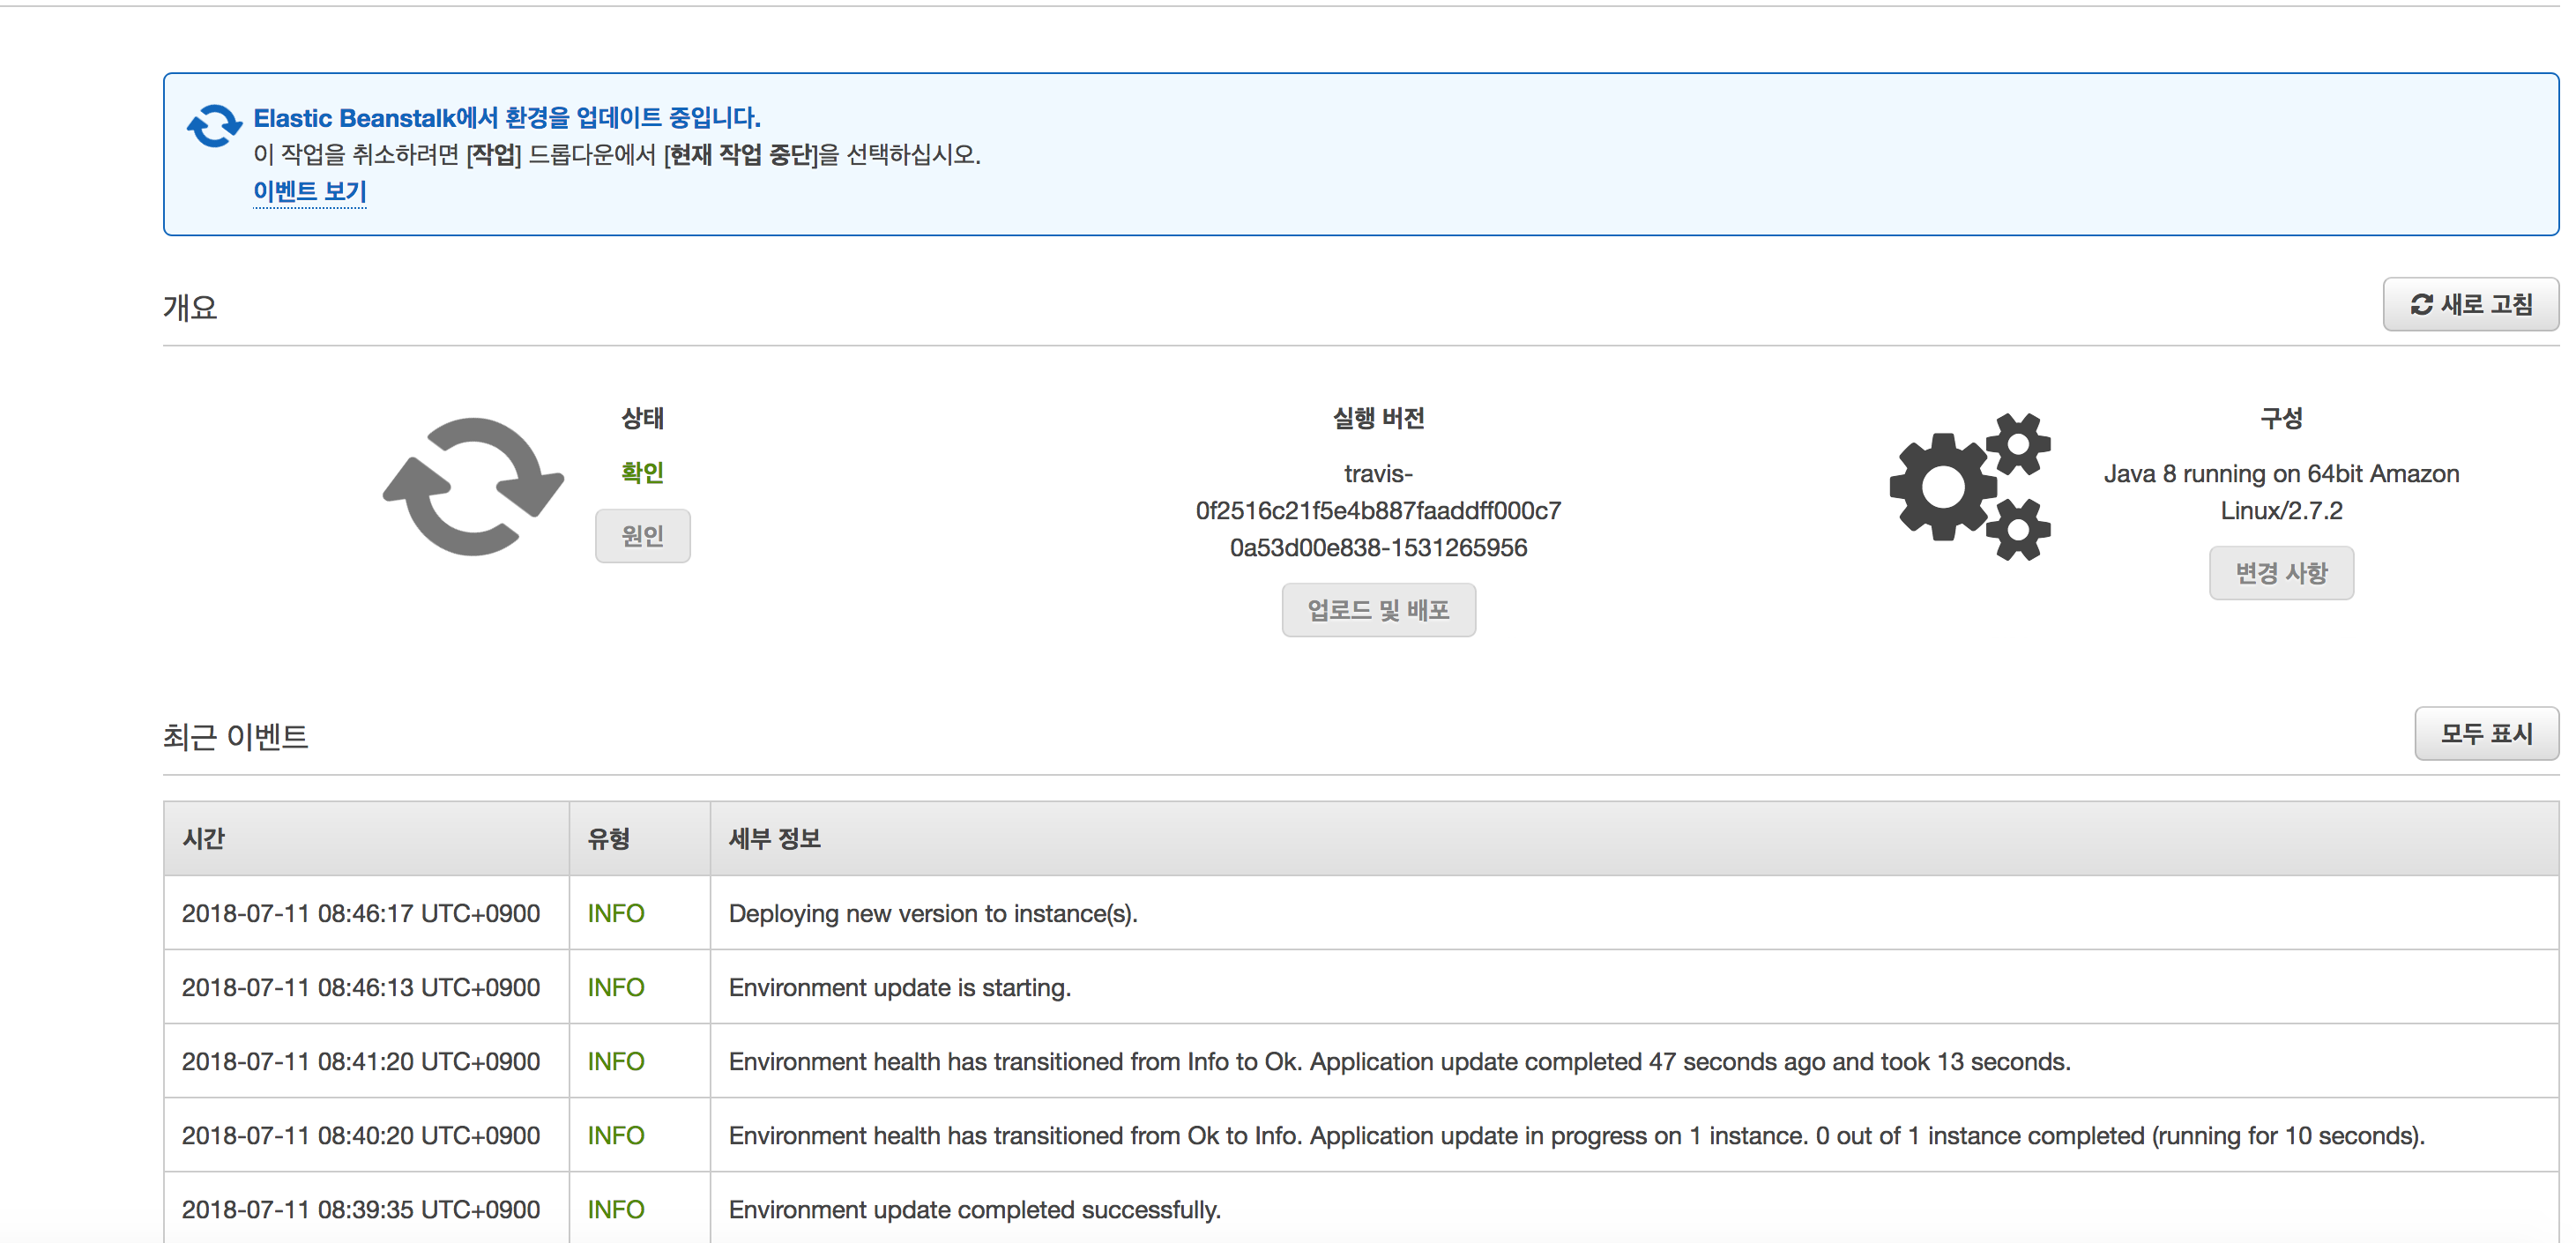 Elastic Beanstalk에서 환경을 업데이트 중입니다.
이 작업을 취소하려면 [작업] 드롭다운에서 [현재 작업 중단]을 선택하십시오.
이벤트 보기
개요
새로 고침
상태
확인
원인
실행 버전
travis-
0f2516c21f5e4b887faaddff000c7
0a53d00e838-1531265956
업로드 및 배포
구성
Java 8 running on 64bit Amazon
Linux/2.7.2
변경 사항
최근 이벤트
모두 표시
시간 유형 세부 정보
2018-07-11 08:46:17 UTC+0900 INFO Deploying new version to instance(s).
2018-07-11 08:46:13 UTC+0900 INFO Environment update is starting.
2018-07-11 08:41:20 UTC+0900 INFO Environment health has transitioned from Info to Ok. Application update completed 47 seconds ago and took 13 seconds.
2018-07-11 08:40:20 UTC+0900 INFO Environment health has transitioned from Ok to Info. Application update in progress on 1 instance. 0 out of 1 instance completed (running for 10 seconds).
2018-07-11 08:39:35 UTC+0900 INFO Environment update completed successfully.